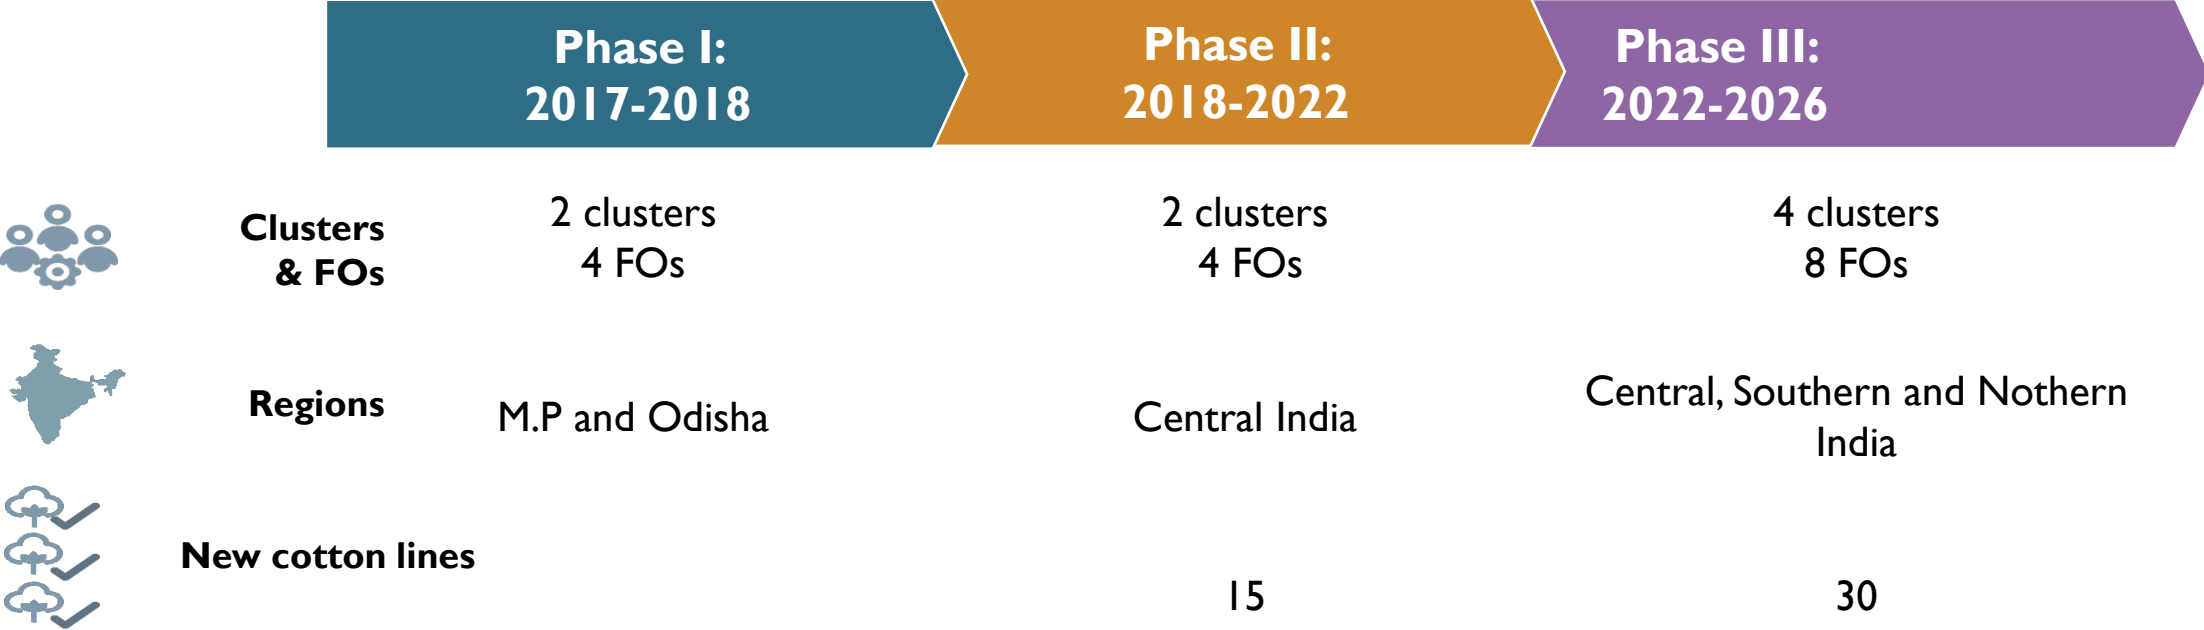 Phase I:
2017-2018
Phase II:
2018-2022
Phase III:
2022-2026
Clusters
& FOs
2 clusters
4 FOs
2 clusters
4 FOs
4 clusters
8 FOs
Regions
M.P and Odisha
Central India
Central, Southern and Nothern
India
New cotton lines
15
30